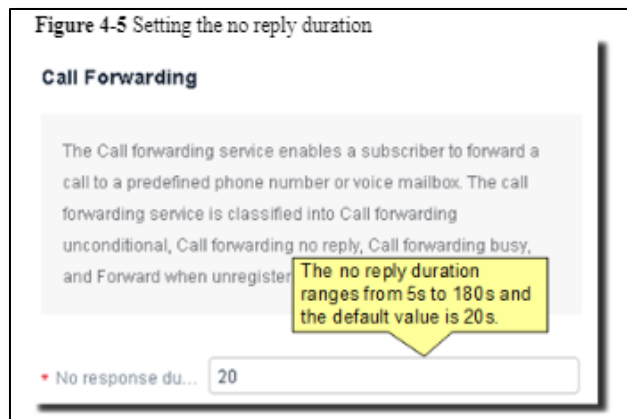 Figure 4-5 Setting the no reply duration
Call Forwarding
The Call forwarding service enables a subscriber to forward a
call to a predefined phone number or voice mailbox. The call
forwarding service is classified into Call forwarding
unconditional, Call forwarding no reply, Call forwarding busy,
and Forward when unregister
The no reply duration
ranges from 5s to 180s and
the default value is 20s.
* No response du... 20